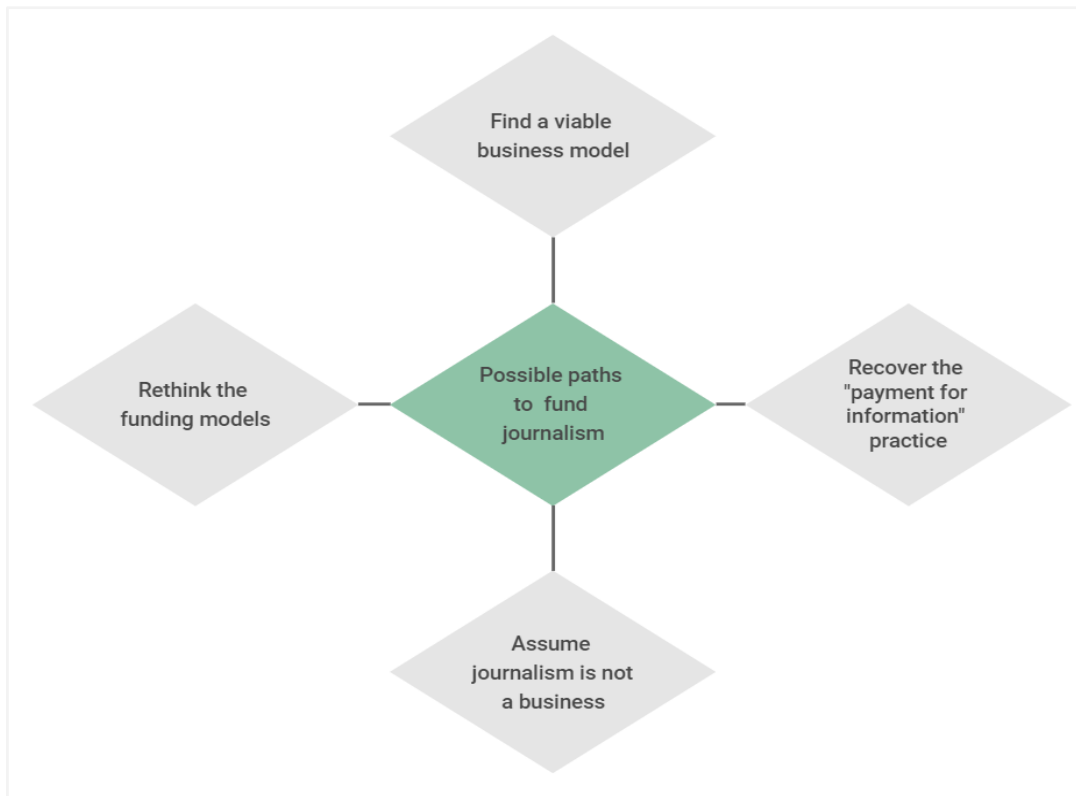 Find a viable
business model
Rethink the
funding models
Possible paths
to fund
journalism
Recover the
"payment for
information"
practice
Assume
journalism is not
a business